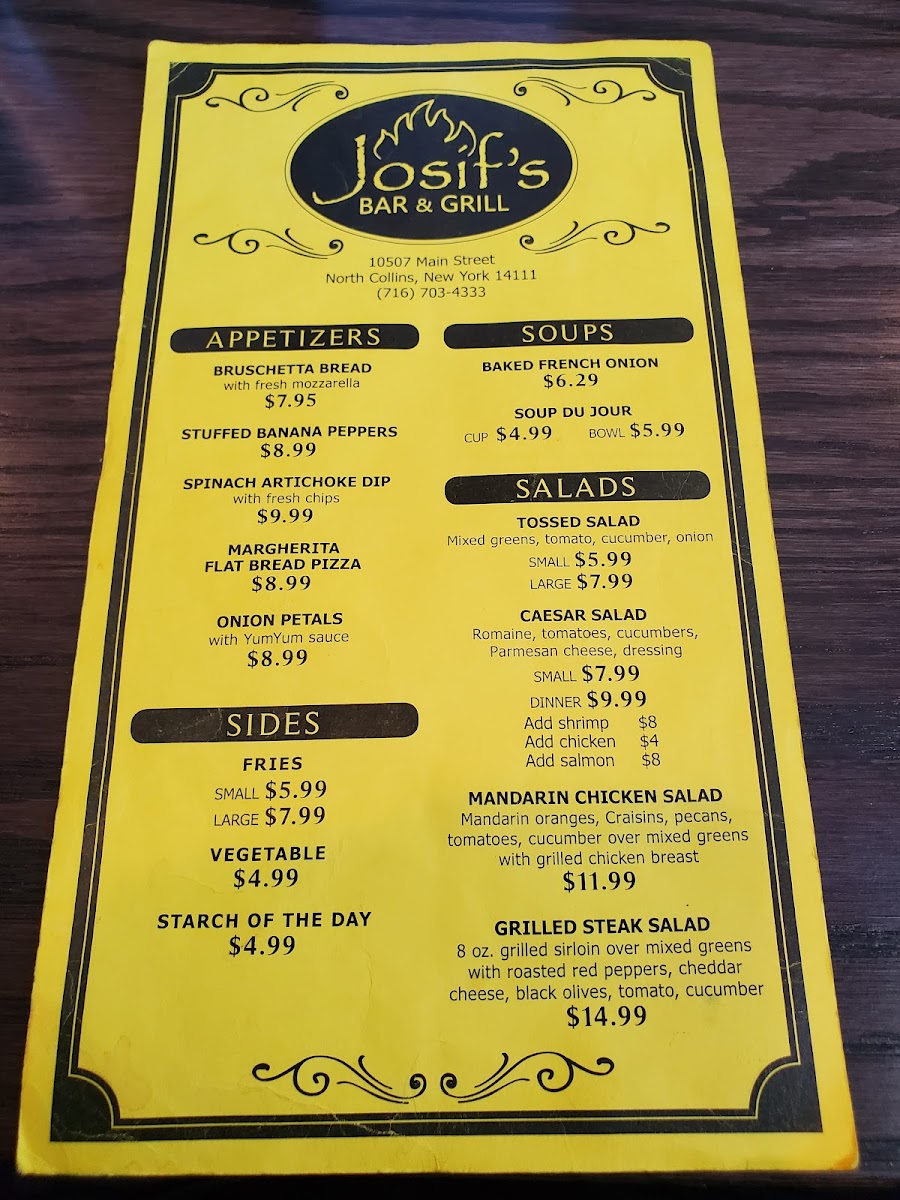 Josif's
BAR & GRILL
10507 Main Street
North Collins, New York 14111
(716) 703-4333
APPETIZERS
BRUSCHETTA BREAD
with fresh mozzarella
$7.95
STUFFED BANANA PEPPERS
$8.99
SPINACH ARTICHOKE DIP
with fresh chips
$9.99
MARGHERITA
FLAT BREAD PIZZA
$8.99
ONION PETALS
with YumYum sauce
$8.99
SIDES
FRIES
SMALL $5.99
LARGE $7.99
VEGETABLE
$4.99
STARCH OF THE DAY
$4.99
SOUPS
BAKED FRENCH ONION
$6.29
SOUP DU JOUR
CUP $4.99 BOWL $5.99
SALADS
TOSSED SALAD
Mixed greens, tomato, cucumber, onion
SMALL $5.99
LARGE $7.99
CAESAR SALAD
Romaine, tomatoes, cucumbers,
Parmesan cheese, dressing
SMALL $7.99
DINNER $9.99
Add shrimp $8
Add chicken $4
Add salmon $8
MANDARIN CHICKEN SALAD
Mandarin oranges, Craisins, pecans,
tomatoes, cucumber over mixed greens
with grilled chicken breast
$11.99
GRILLED STEAK SALAD
8 oz. grilled sirloin over mixed greens
with roasted red peppers, cheddar
cheese, black olives, tomato, cucumber
$14.99